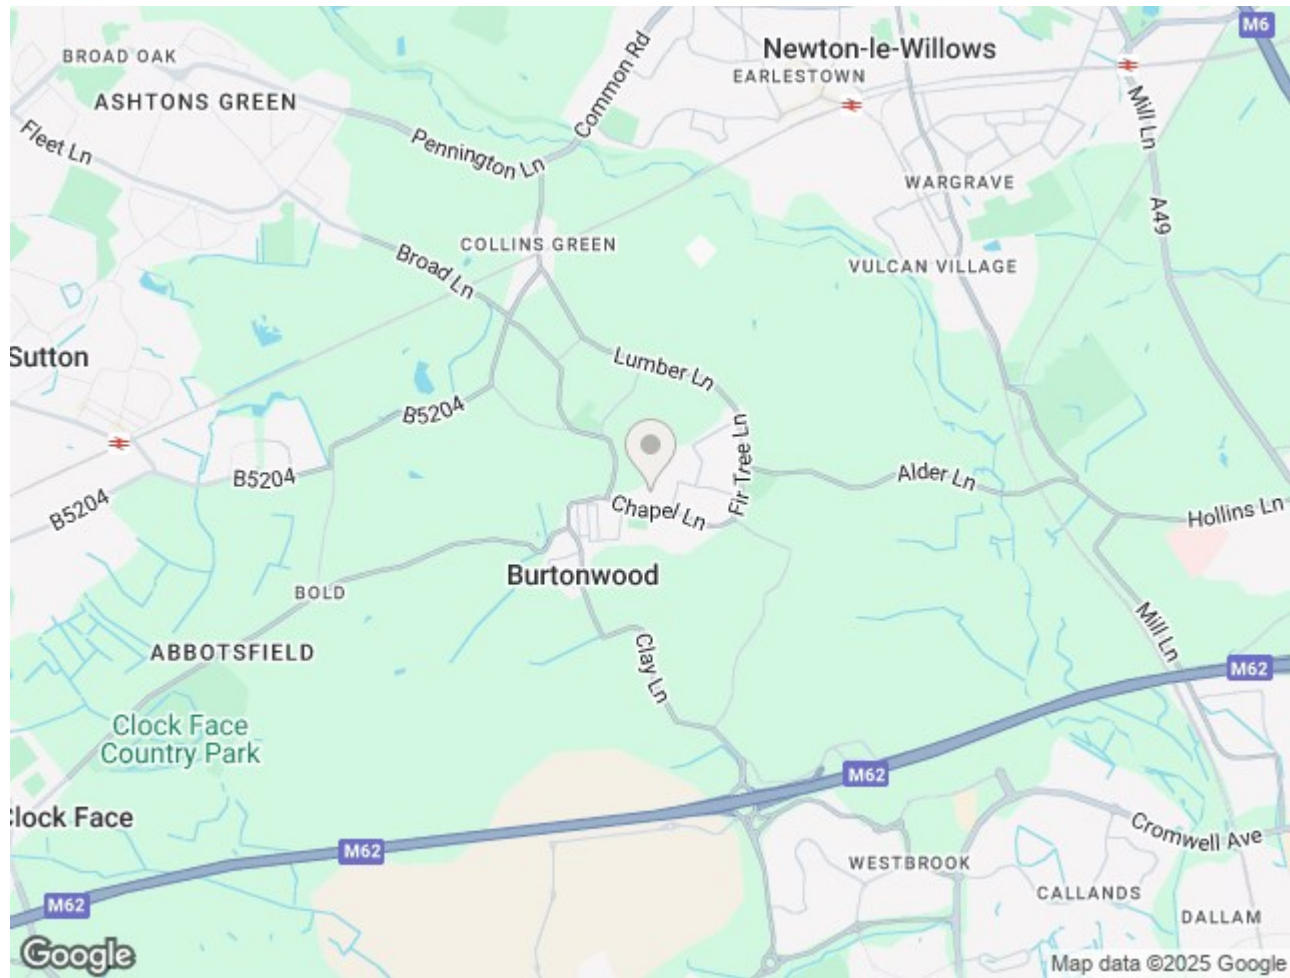 M6
Newton-le-Willows
BROAD OAK
EARLESTOWN
Common Rd
ASHTONS GREEN
Fleet Ln
Pennington Ln
Mill Ln
WARGRAVE
A49
COLLINS GREEN
Broad Ln
VULCAN VILLAGE
Sutton
Lumber Ln
B5204
Fir Tree Ln
B5204
Alder Ln
B5204
Chapel Ln
Hollins Ln
Burtonwood
BOLD
Mill Ln
ABBOTSFIELD
Clay Ln
M62
Clock Face
Country Park
M62
Clock Face
Cromwell Ave
M62
WESTBROOK
CALLANDS
M62
DALLAM
Google
Map data ©2025 Google